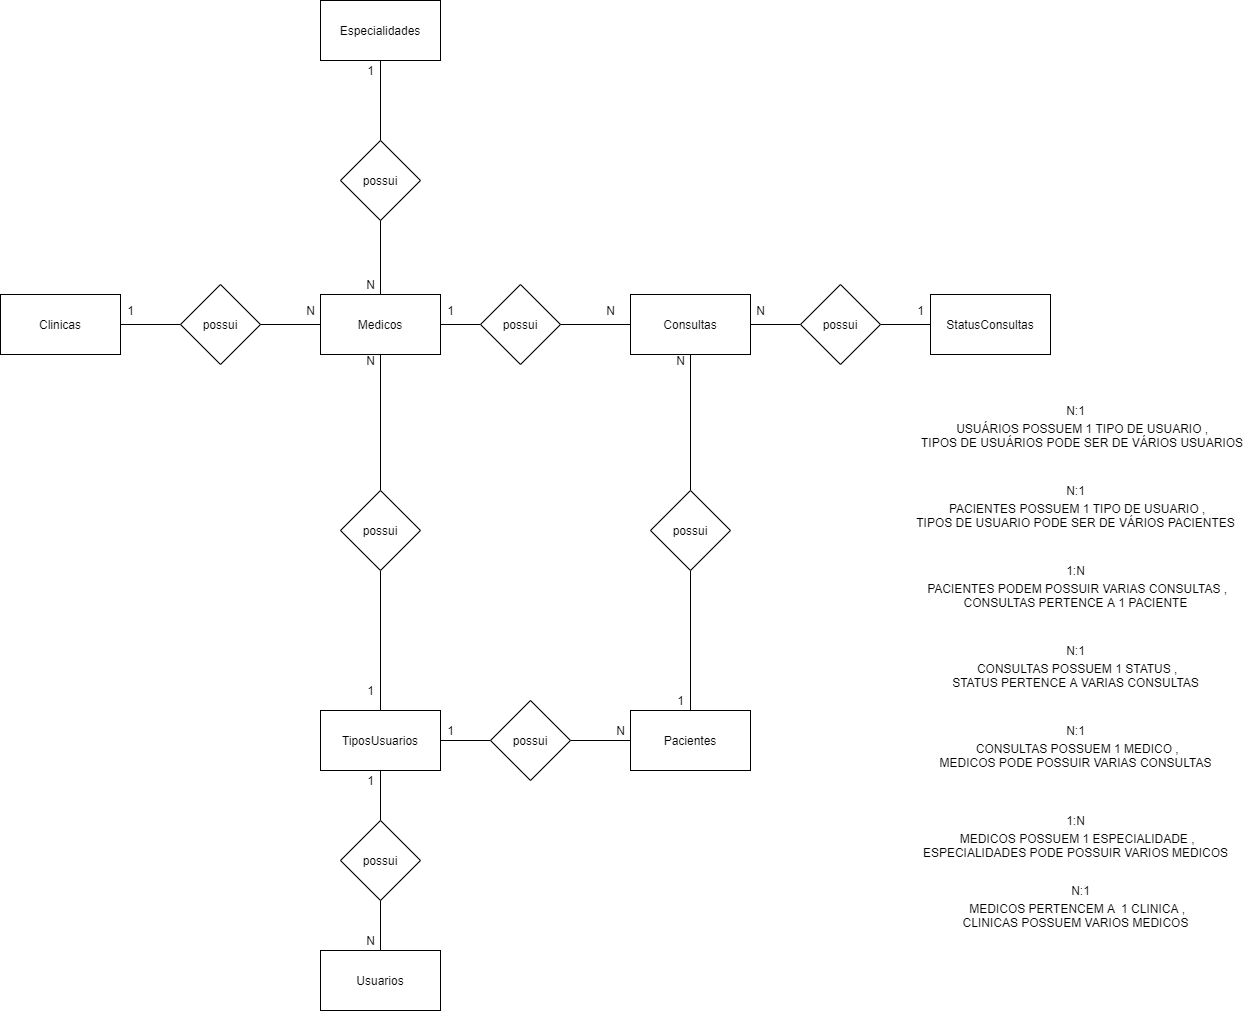 Especialidades
1
possui
N
Clinicas
1
possui
N
Medicos
1
possui
N
Consultas
N
possui
1
StatusConsultas
N
N
possui
possui
1
1
TiposUsuarios
1
possui
N
Pacientes
1
possui
N
Usuarios
N:1
USUÁRIOS POSSUEM 1 TIPO DE USUARIO ,
TIPOS DE USUÁRIOS PODE SER DE VÁRIOS USUARIOS
N:1
PACIENTES POSSUEM 1 TIPO DE USUARIO ,
TIPOS DE USUARIO PODE SER DE VÁRIOS PACIENTES
1:N
PACIENTES PODEM POSSUIR VARIAS CONSULTAS ,
CONSULTAS PERTENCE A 1 PACIENTE
N:1
CONSULTAS POSSUEM 1 STATUS ,
STATUS PERTENCE A VARIAS CONSULTAS
N:1
CONSULTAS POSSUEM 1 MEDICO ,
MEDICOS PODE POSSUIR VARIAS CONSULTAS
1:N
MEDICOS POSSUEM 1 ESPECIALIDADE ,
ESPECIALIDADES PODE POSSUIR VARIOS MEDICOS
N:1
MEDICOS PERTENCEM A  1 CLINICA ,
CLINICAS POSSUEM VARIOS MEDICOS